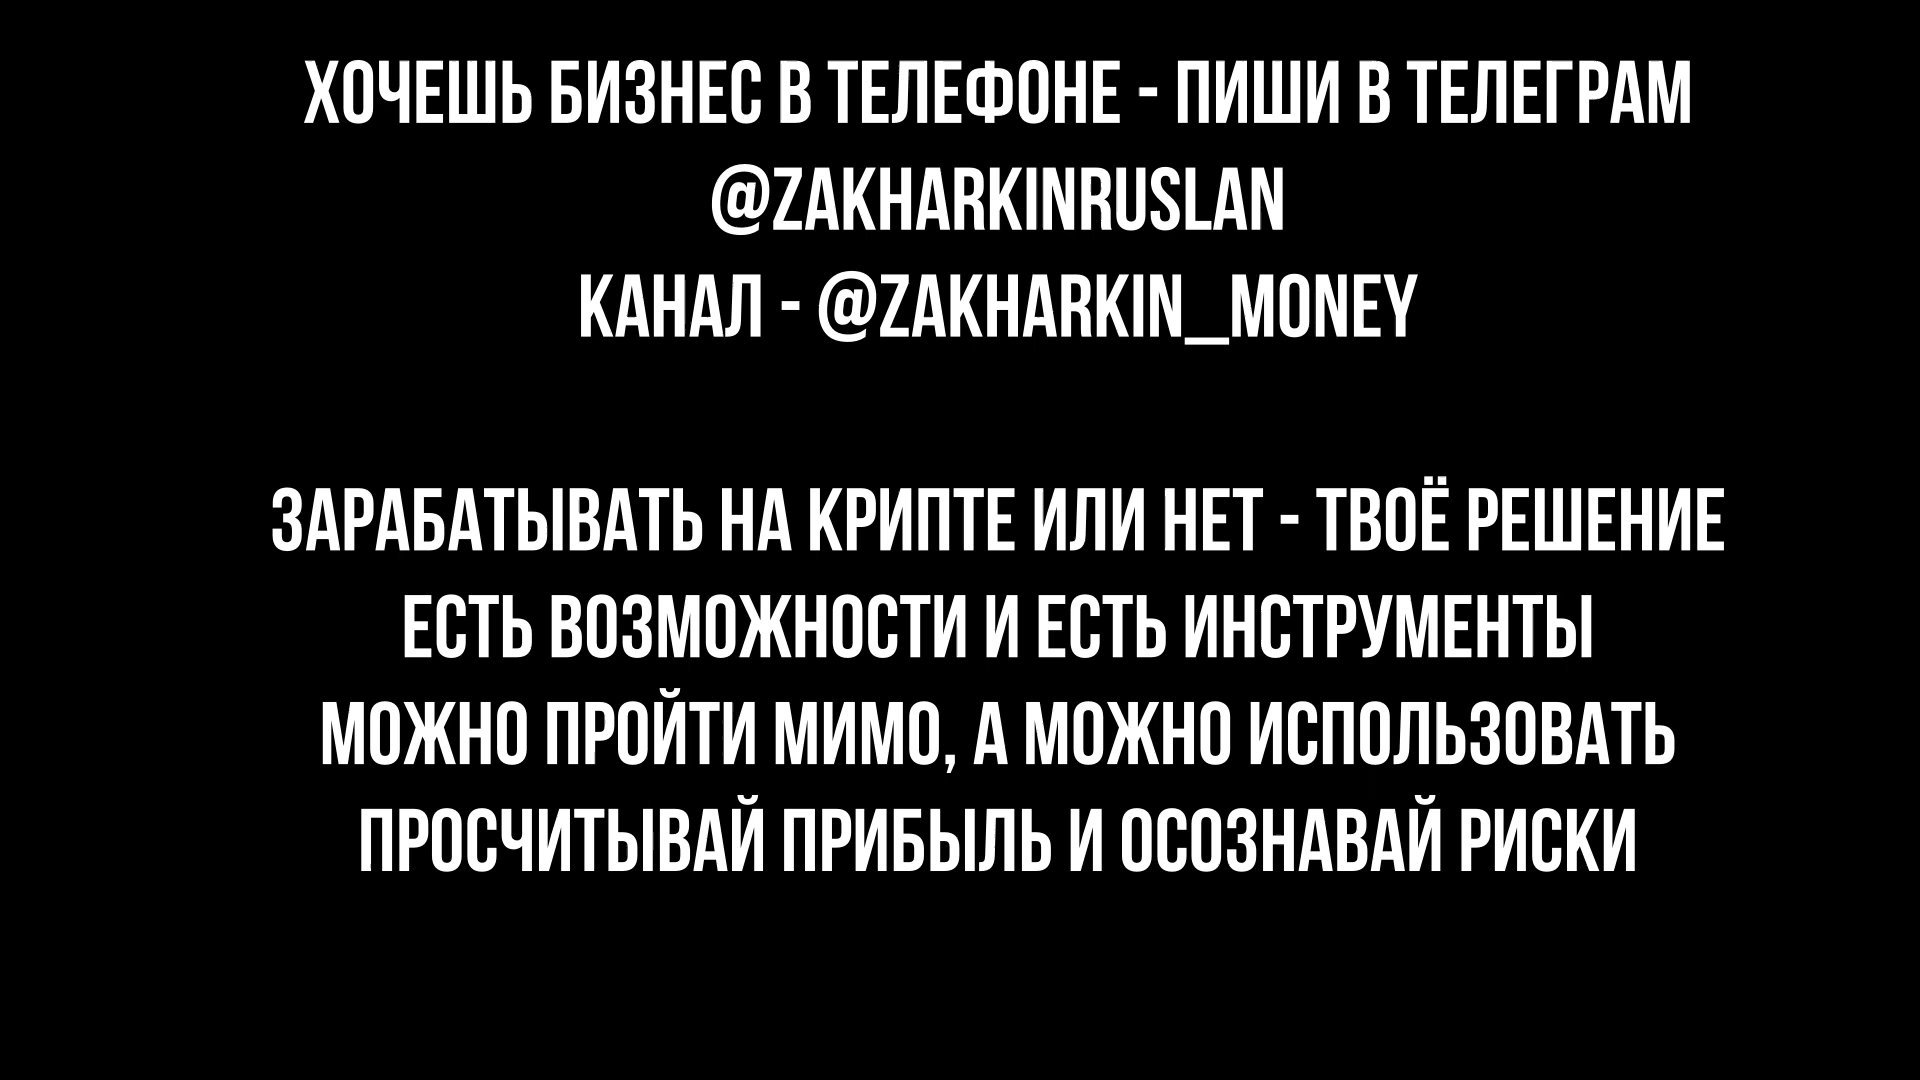 ХОЧЕШЬ БИЗНЕС В ТЕЛЕФОНЕ - ПИШИ В ТЕЛЕГРАМ
@ZAKHARKINRUSLAN
КАНАЛ - @ZAKHARKIN_MONEY
ЗАРАБАТЫВАТЬ НА КРИПТЕ ИЛИ НЕТ - ТВОЁ РЕШЕНИЕ
ЕСТЬ ВОЗМОЖНОСТИ И ЕСТЬ ИНСТРУМЕНТЫ
МОЖНО ПРОЙТИ МИМО, А МОЖНО ИСПОЛЬЗОВАТЬ
ПРОСЧИТЫВАЙ ПРИБЫЛЬ И ОСОЗНАВАЙ РИСКИ